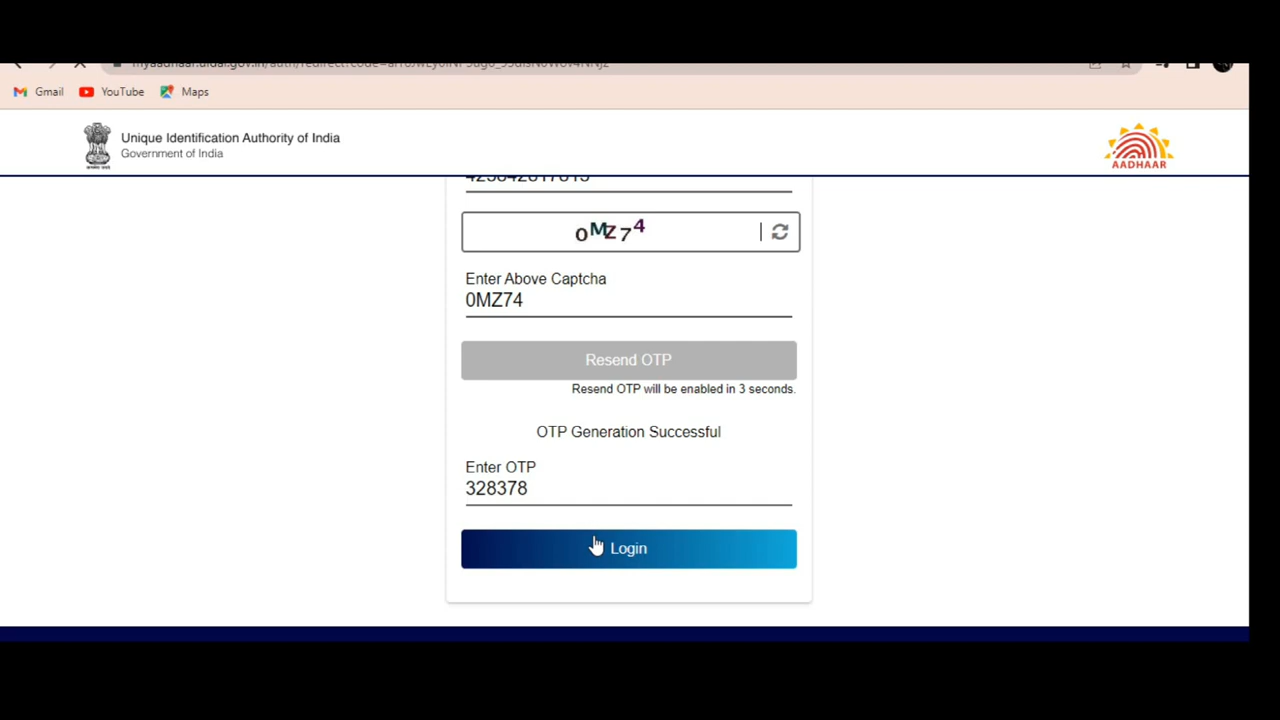 Gmail YouTube Maps
Unique Identification Authority of India
Government of India
AADHAAR
0MZ74
Enter Above Captcha
0MZ74
Resend OTP
Resend OTP will be enabled in 3 seconds.
OTP Generation Successful
Enter OTP
328378
Login